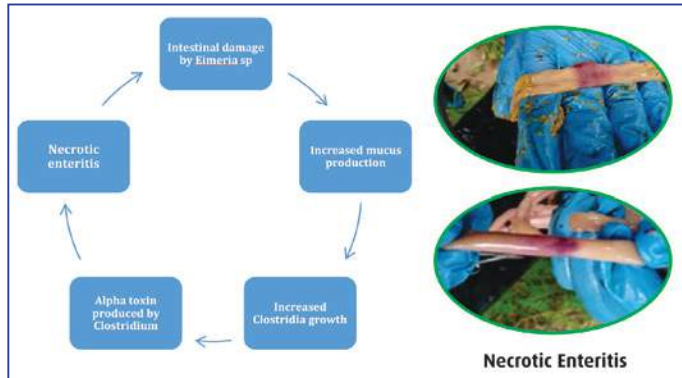 Intestinal damage
by Eimeria sp
Increased mucus
production
Increased
Clostridia growth
Alpha toxin
produced by
Clostridium
Necrotic
enteritis
Necrotic Enteritis